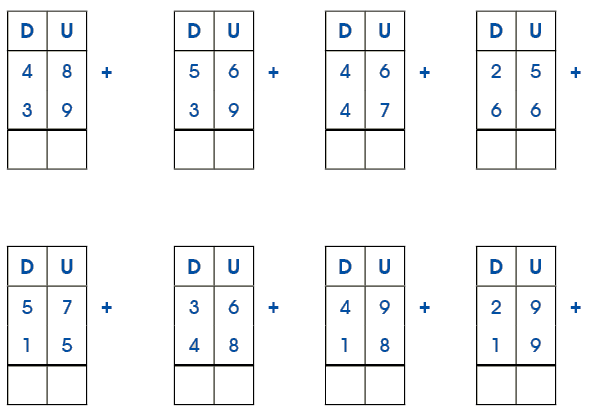 D U D U D U D U
4 8 + 5 6 + 4 6 + 2 5 +
3 9 3 9 4 7 6 6
D U D U D U D U
5 7 + 3 6 + 4 9 + 2 9 +
1 5 4 8 1 8 1 9